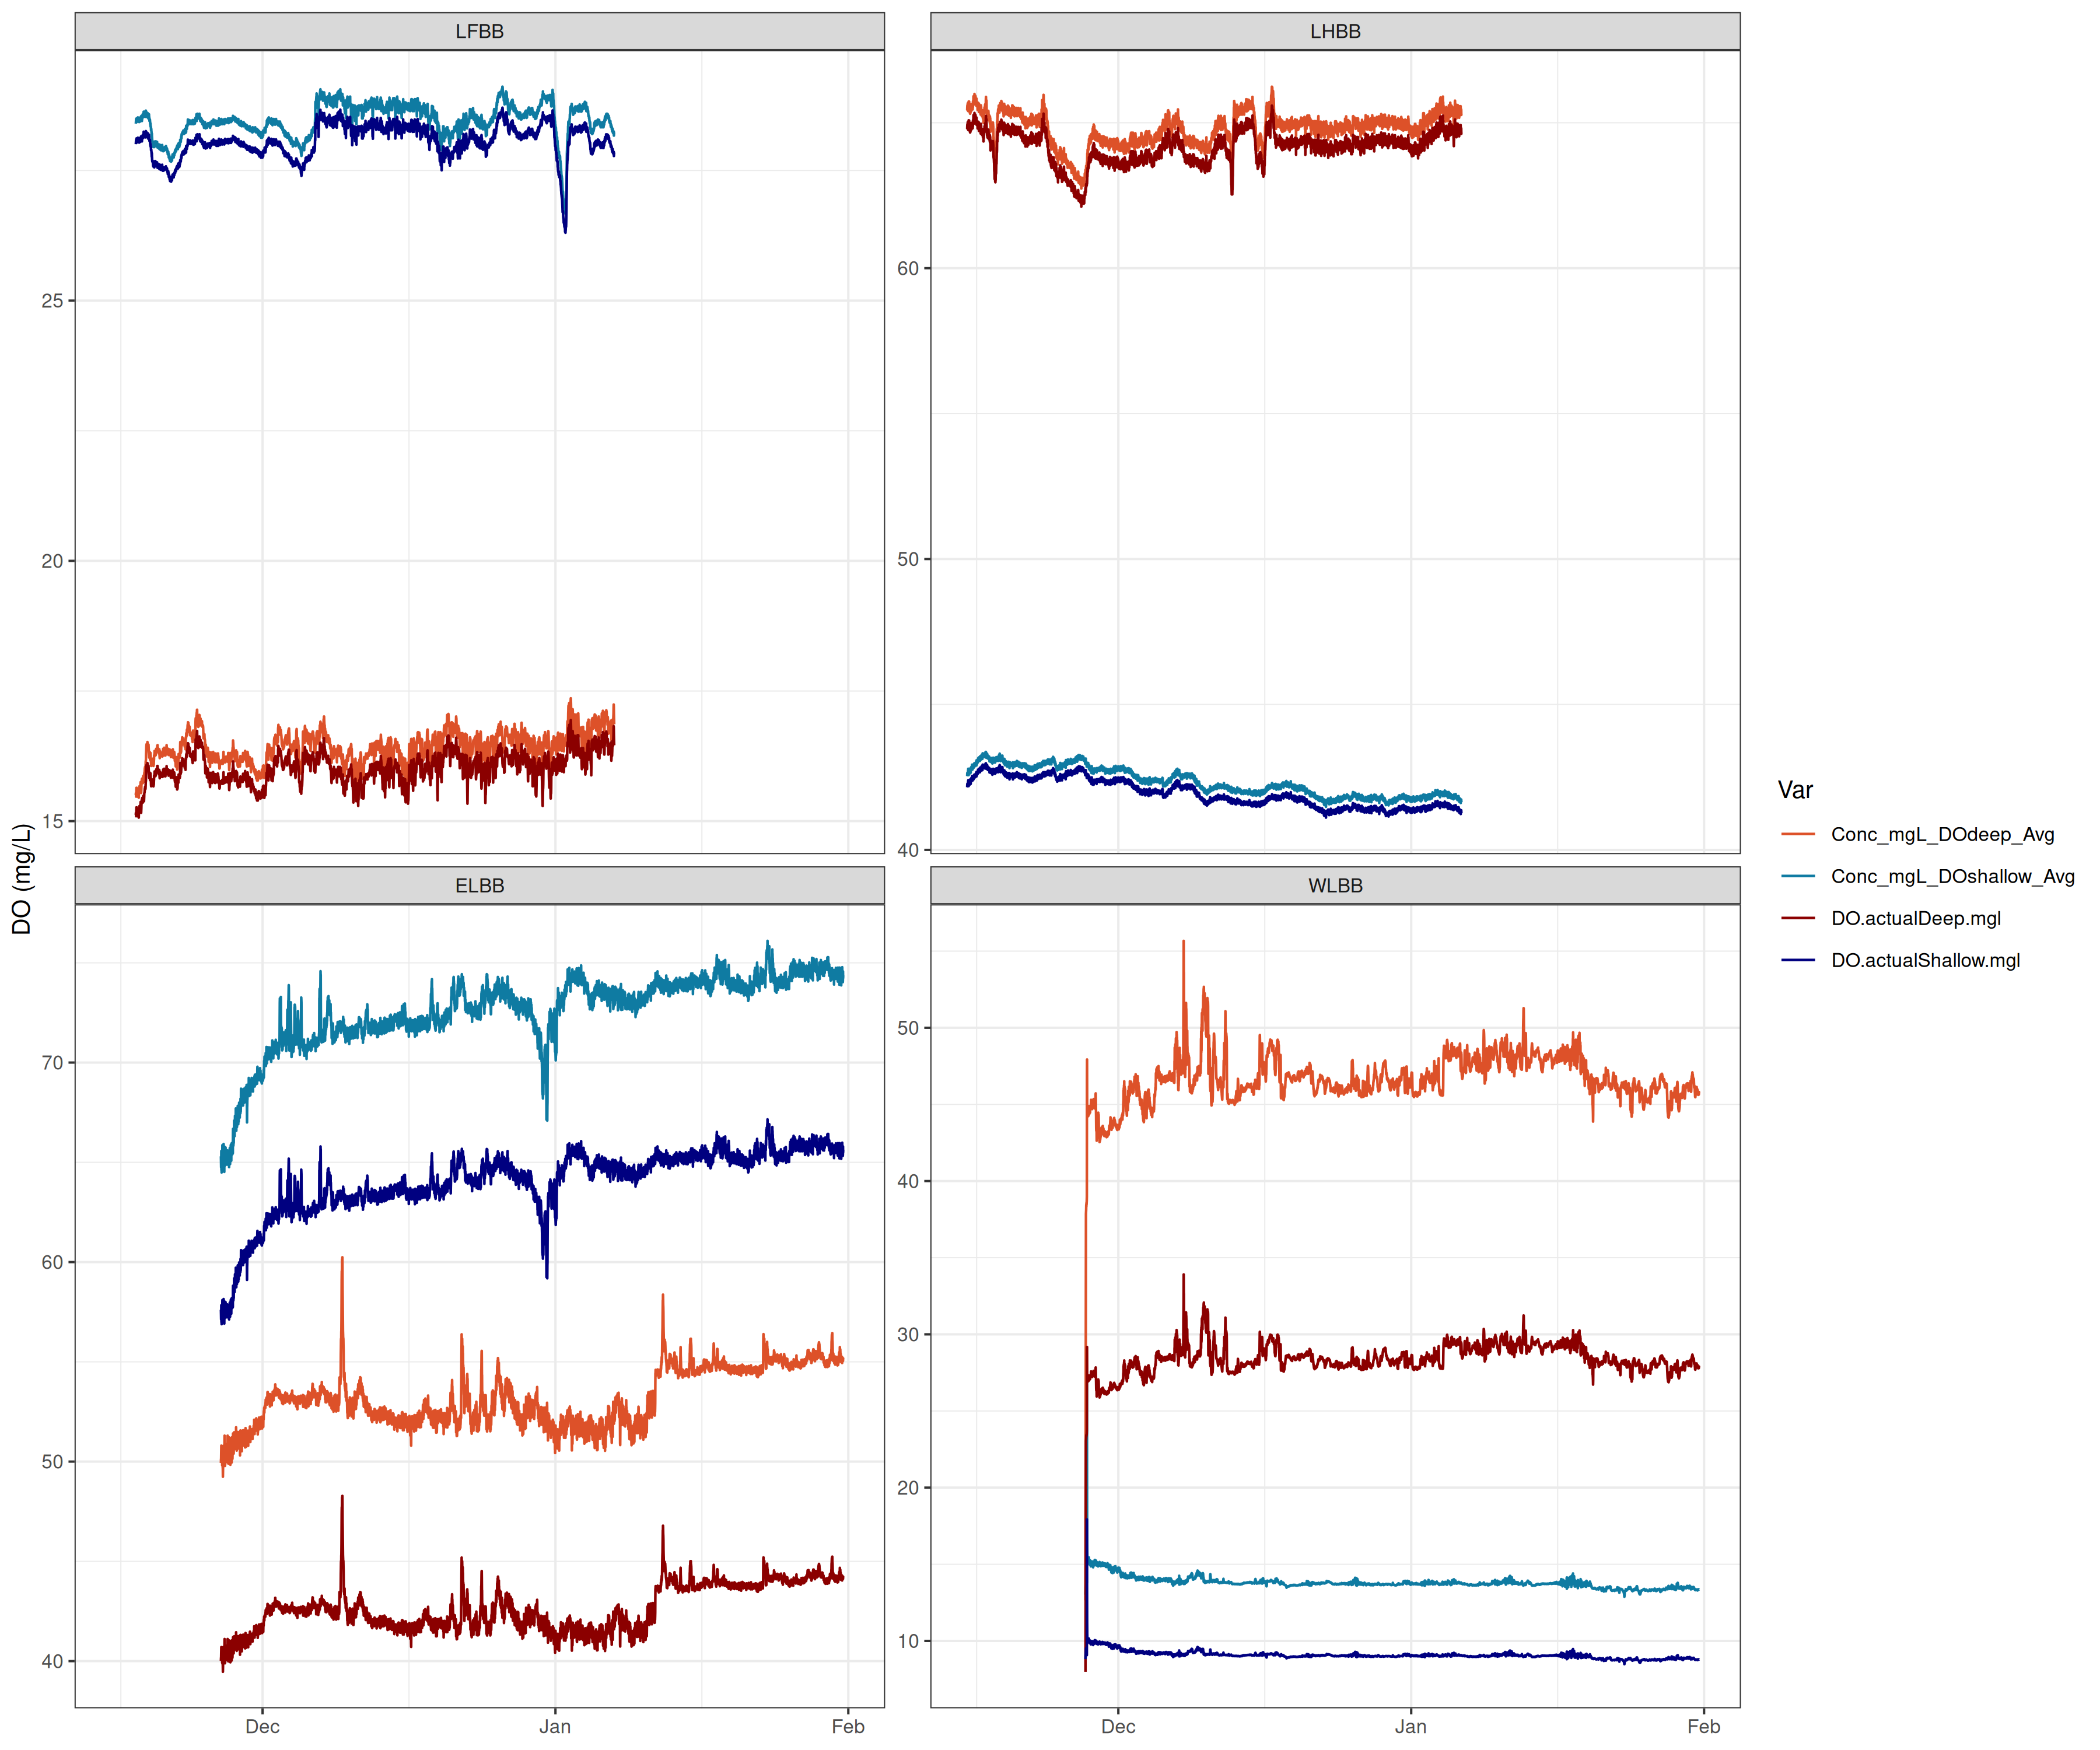 LFBB
LHBB
25
20
15
60
50
40
ELBB
WLBB
70
60
50
40
50
40
30
20
10
Dec
Jan
Feb
Dec
Jan
Feb
DO (mg/L)
Var
Conc_mgL_DOdeep_Avg
Conc_mgL_DOshallow_Avg
DO.actualDeep.mgl
DO.actualShallow.mgl